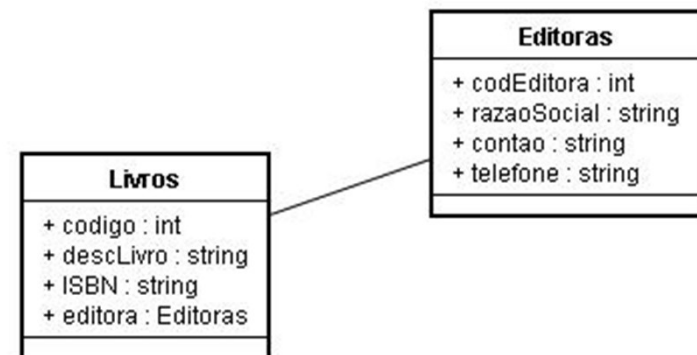 Editoras
+ codEditora : int
+ razaoSocial : string
+ contao : string
+ telefone : string
Livros
+ codigo : int
+ descLivro : string
+ ISBN : string
+ editora : Editoras